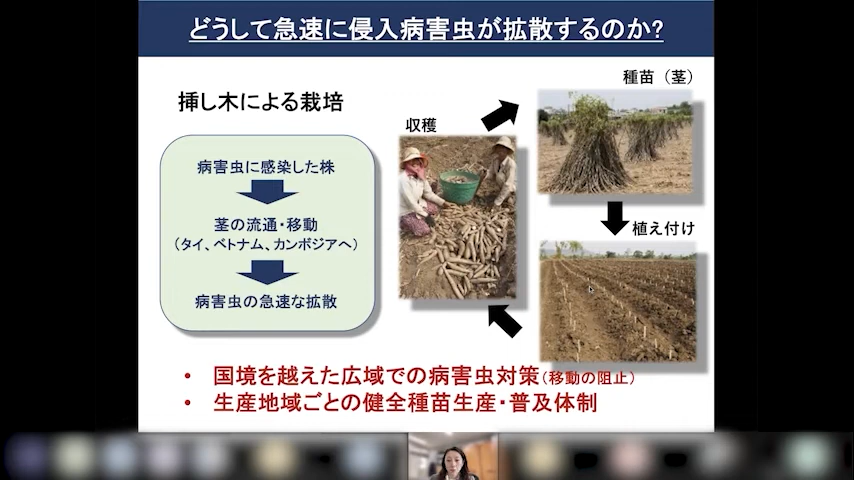 どうして急速に侵入病害虫が拡散するのか?
挿し木による栽培
病害虫に感染した株
茎の流通・移動
（タイ、ベトナム、カンボジアへ）
病害虫の急速な拡散
収穫
種苗（茎）
植え付け
• 国境を越えた広域での病害虫対策（移動の阻止）
• 生産地域ごとの健全種苗生産・普及体制